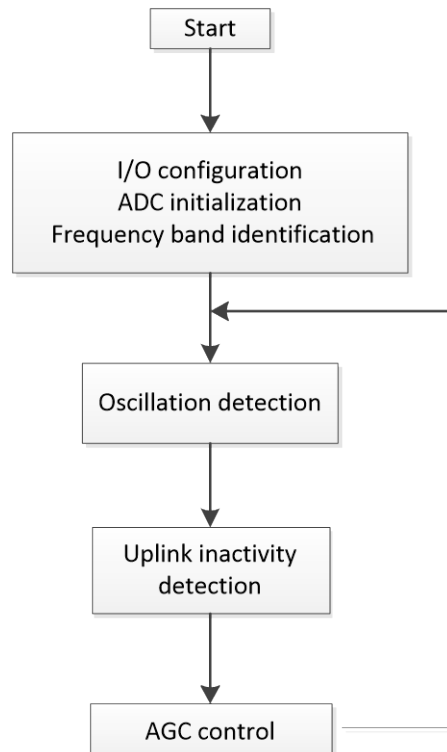 Start
I/O configuration
ADC initialization
Frequency band identification
Oscillation detection
Uplink inactivity
detection
AGC control